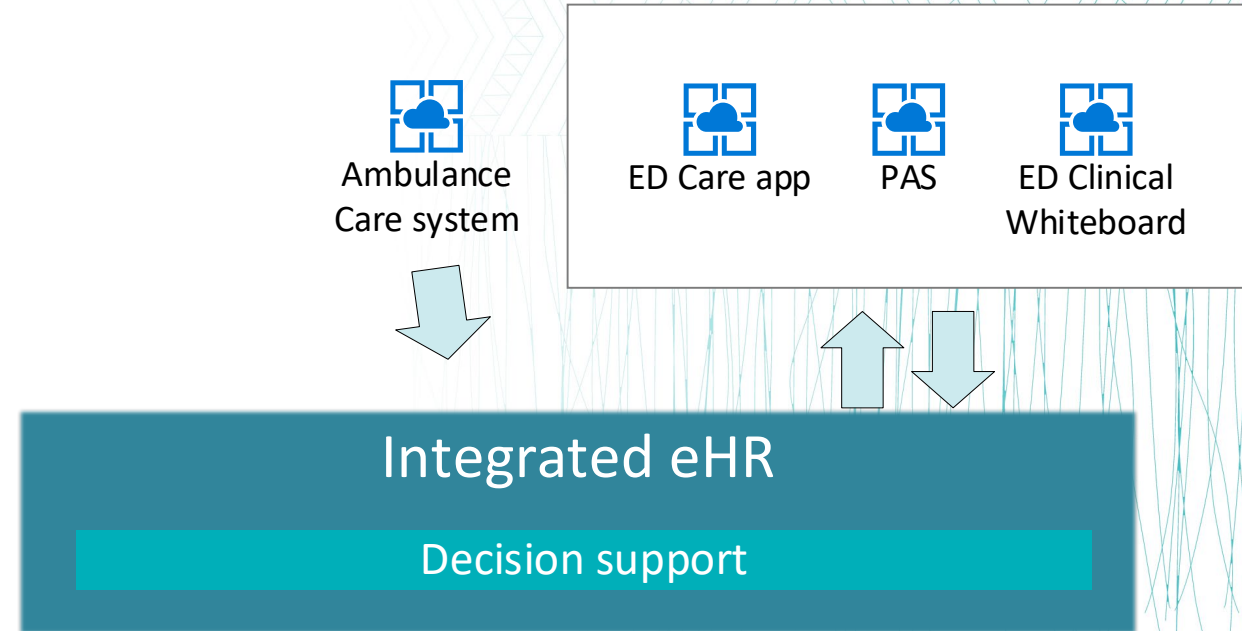 Ambulance
Care system
ED Care app
PAS
ED Clinical
Whiteboard
Integrated eHR
Decision support